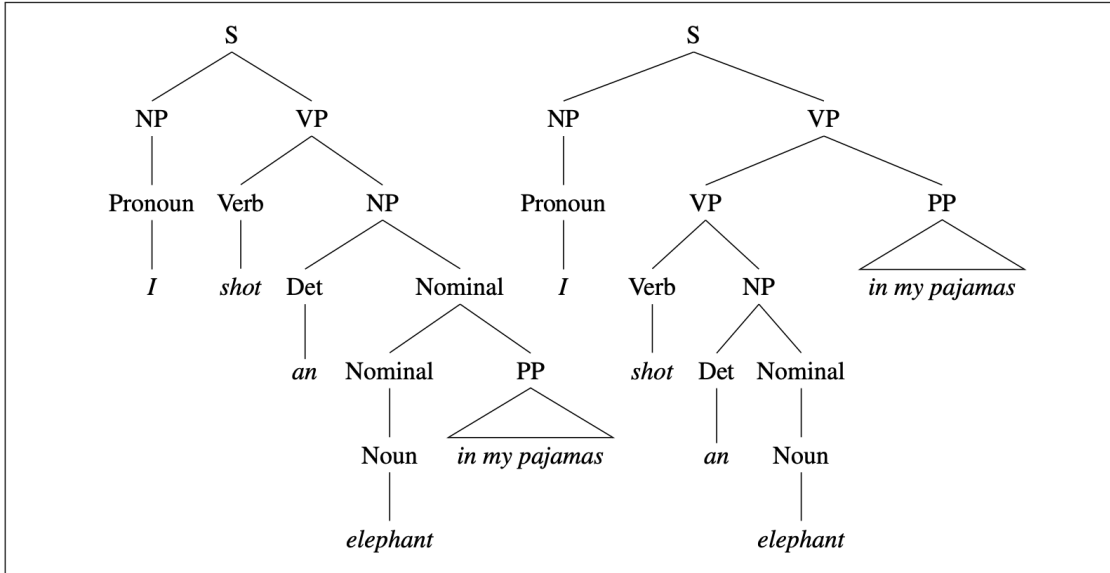 S S
NP VP NP VP
Pronoun Verb NP Pronoun VP PP
I shot Det Nominal I Verb NP in my pajamas
an Nominal PP shot Det Nominal
Noun in my pajamas an Noun
elephant elephant